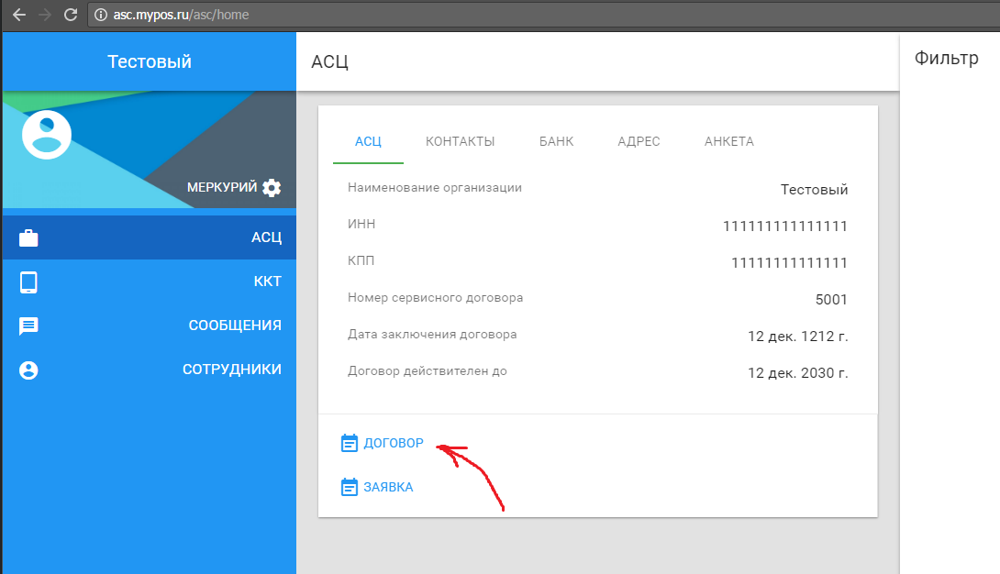 asc.mypos.ru/asc/home
Тестовый
АСЦ
Фильтр
МЕРКУРИЙ
АСЦ
ККТ
СООБЩЕНИЯ
СОТРУДНИКИ
АСЦ КОНТАКТЫ БАНК АДРЕС АНКЕТА
Наименование организации Тестовый
ИНН 111111111111111
КПП 11111111111111
Номер сервисного договора 5001
Дата заключения договора 12 дек. 1212 г.
Договор действителен до 12 дек. 2030 г.
ДОГОВОР
ЗАЯВКА